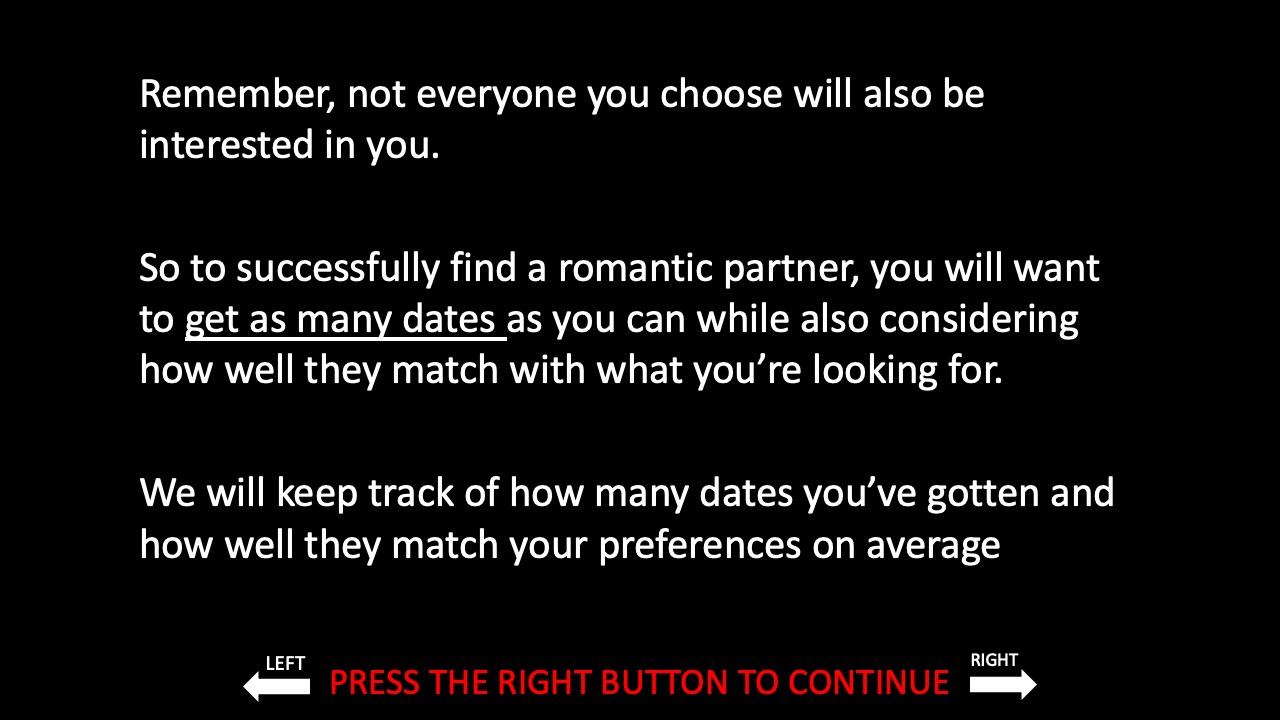 Remember, not everyone you choose will also be
interested in you.
So to successfully find a romantic partner, you will want
to get as many dates as you can while also considering
how well they match with what you’re looking for.
We will keep track of how many dates you’ve gotten and
how well they match your preferences on average
LEFT
PRESS THE RIGHT BUTTON TO CONTINUE
RIGHT